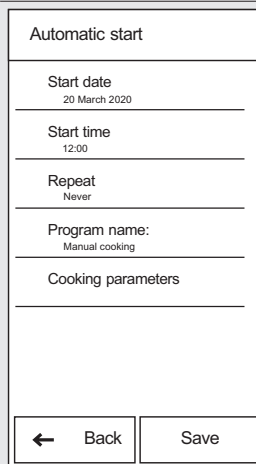 Automatic start
Start date
20 March 2020
Start time
12:00
Repeat
Never
Program name:
Manual cooking
Cooking parameters
← Back
Save